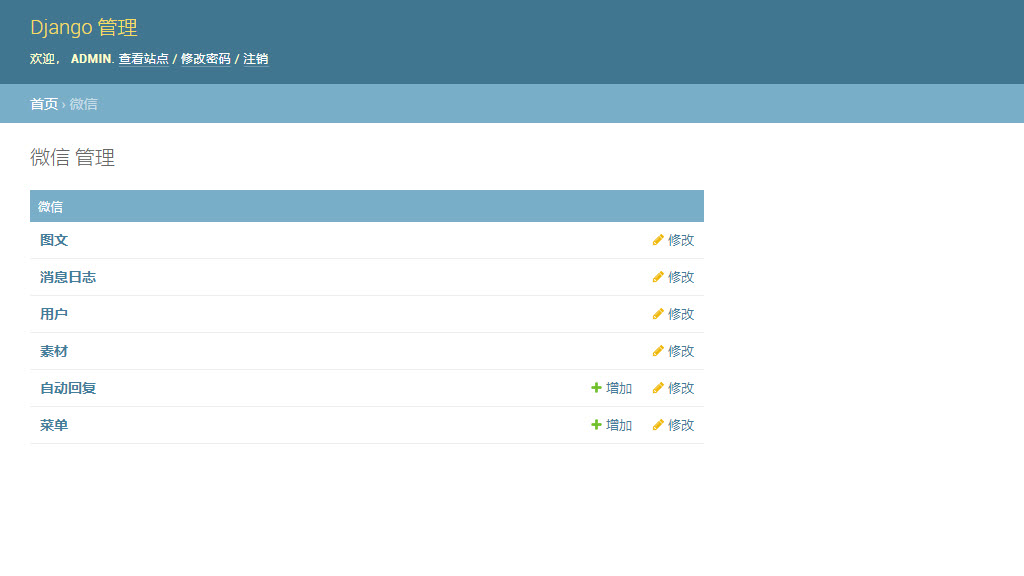 Django 管理
欢迎， ADMIN. 查看站点 / 修改密码 / 注销
首页 › 微信
微信 管理
微信
图文 修改
消息日志 修改
用户 修改
素材 修改
自动回复 增加 修改
菜单 增加 修改